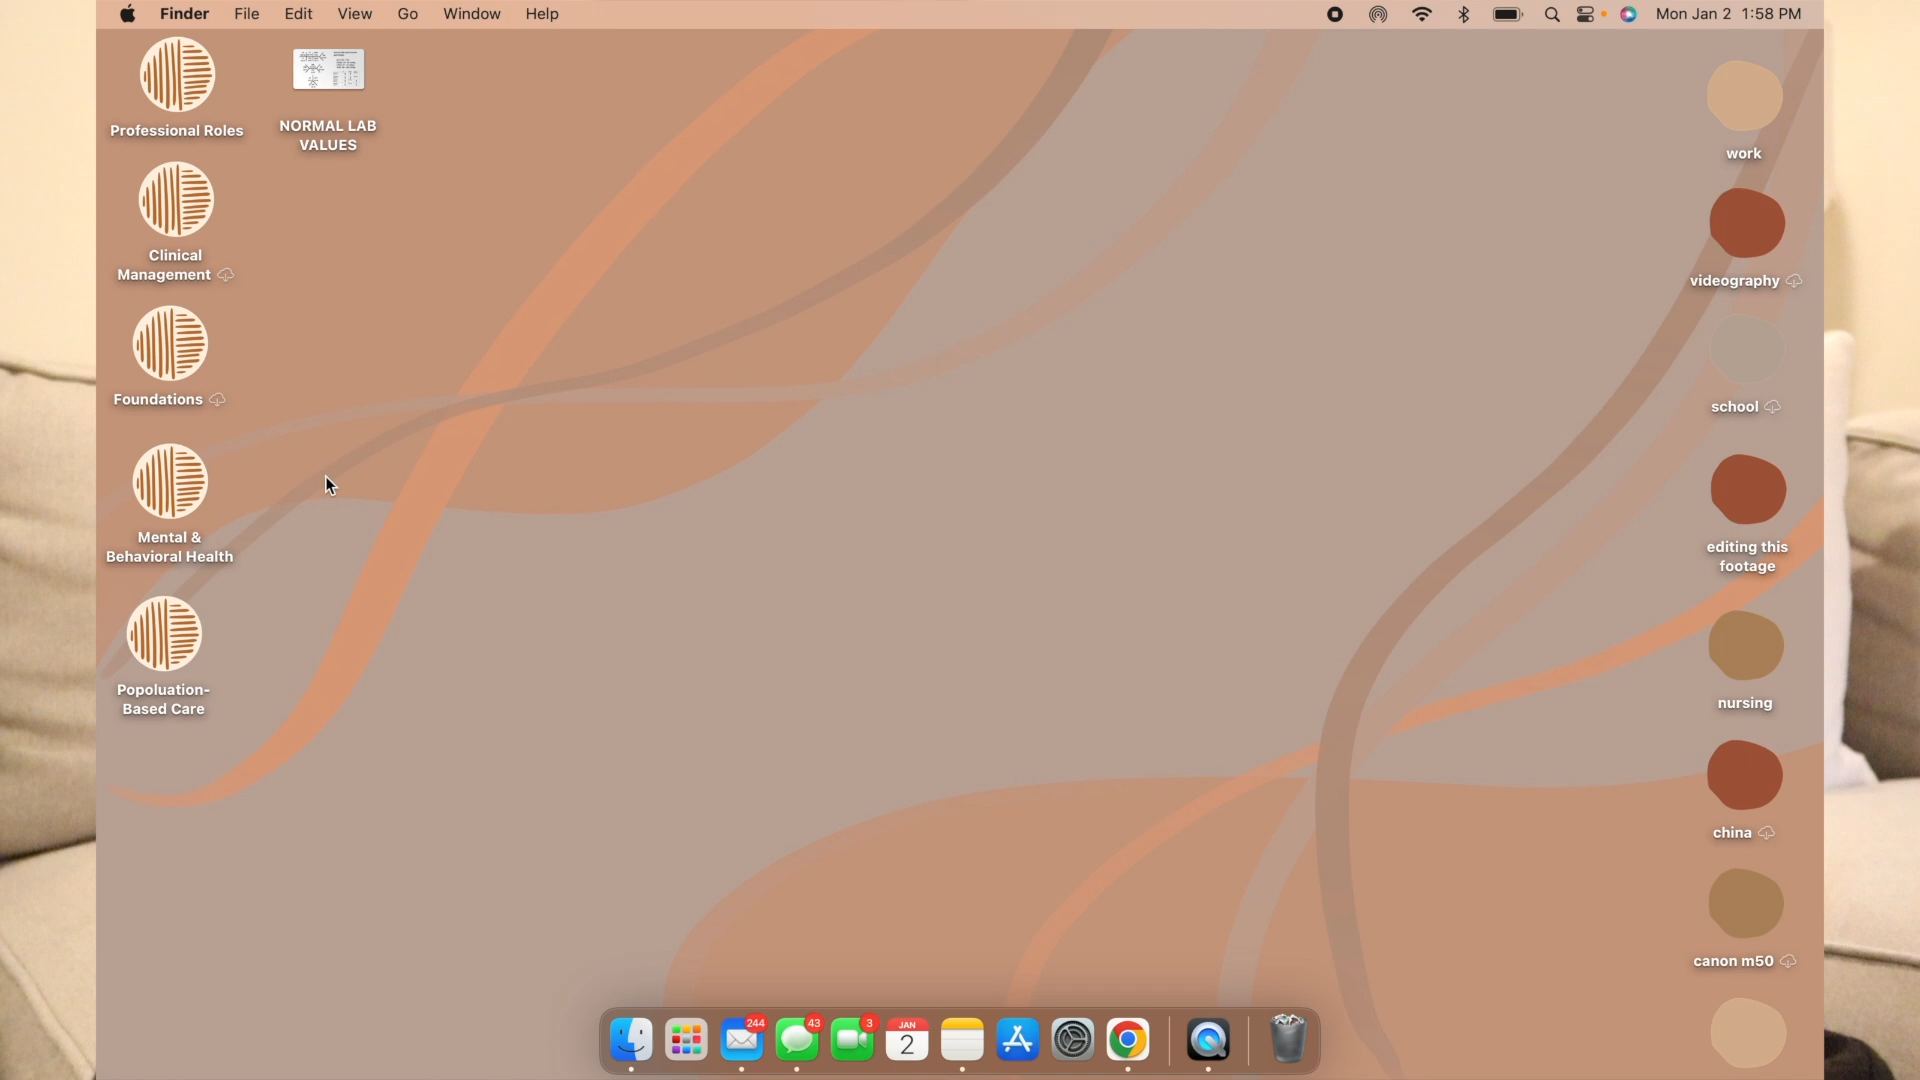 Finder File Edit View Go Window Help Mon Jan 2 1:58 PM
Professional Roles
NORMAL LAB
VALUES
Clinical
Management
Foundations
Mental &
Behavioral Health
Popoluation-
Based Care
work
videography
school
editing this
footage
nursing
china
canon m50
244
43
3
JAN
2